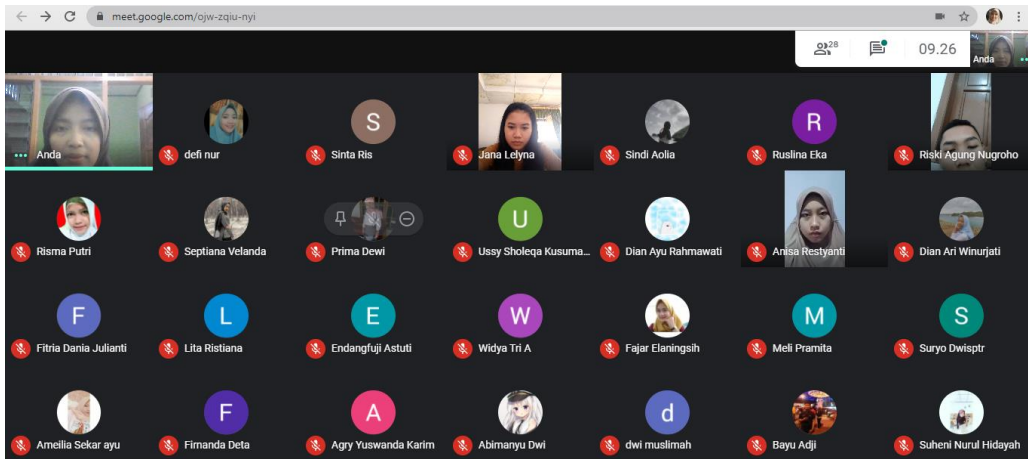 meet.google.com/ojw-zqiu-nyi
28
09.26
Anda
Anda
defi nur
S
Sinta Ris
Jana Lelyna
Sindi Aolia
R
Ruslina Eka
Riski Agung Nugroho
Risma Putri
Septiana Velanda
Prima Dewi
U
Ussy Sholeqa Kusuma...
Dian Ayu Rahmawati
Anisa Restyanti
Dian Ari Winurjati
F
Fitria Dania Julianti
L
Lita Ristiana
E
Endangfuji Astuti
W
Widya Tri A
Fajar Elaningsih
M
Meli Pramita
S
Suryo Dwisptr
Ameilia Sekar ayu
F
Fimanda Deta
A
Agry Yuswanda Karim
Abimanyu Dwi
d
dwi muslimah
Bayu Adji
Suheni Nurul Hidayah